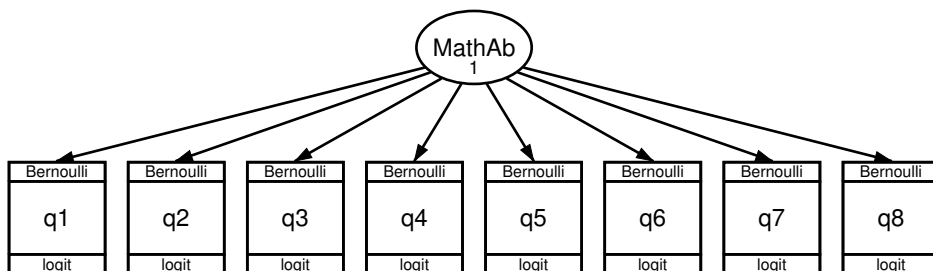 MathAb
1
Bernoulli Bernoulli Bernoulli Bernoulli Bernoulli Bernoulli Bernoulli Bernoulli
q1 q2 q3 q4 q5 q6 q7 q8
logit logit logit logit logit logit logit logit